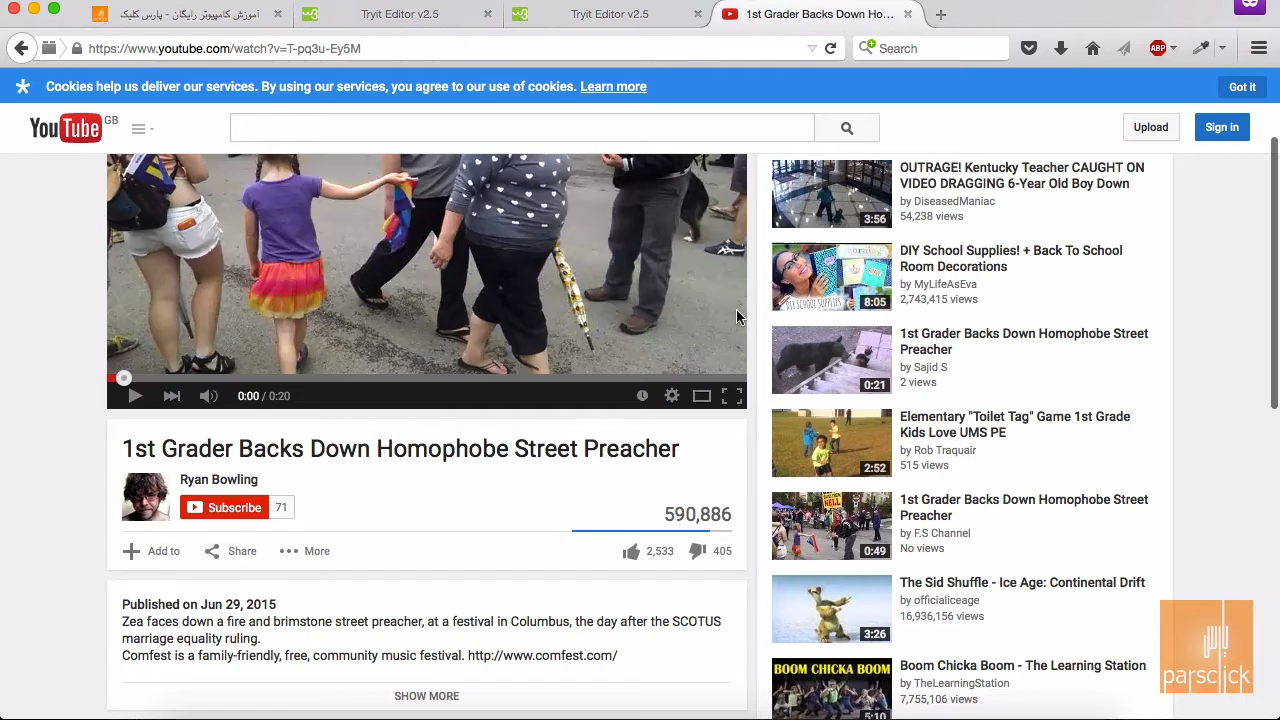 آموزش کامپیوتر رایگان - پارس کلیک
Tryit Editor v2.5
Tryit Editor v2.5
1st Grader Backs Down Ho...
https://www.youtube.com/watch?v=T-pq3u-Ey5M
Search
ABP
Cookies help us deliver our services. By using our services, you agree to our use of cookies. Learn more
Got it
YouTube GB
Upload
Sign in
OUTRAGE! Kentucky Teacher CAUGHT ON
VIDEO DRAGGING 6-Year Old Boy Down
by DiseasedManiac
54,238 views
3:56
DIY School Supplies! + Back To School
Room Decorations
by MyLifeAsEva
2,743,415 views
8:05
1st Grader Backs Down Homophobe Street
Preacher
by Sajid S
2 views
0:21
0:00 / 0:20
Elementary "Toilet Tag" Game 1st Grade
Kids Love UMS PE
by Rob Traquair
515 views
2:52
1st Grader Backs Down Homophobe Street Preacher
Ryan Bowling
Subscribe 71
590,886
Add to
Share
More
2,533
405
1st Grader Backs Down Homophobe Street
Preacher
by F.S Channel
No views
0:49
Published on Jun 29, 2015
Zea faces down a fire and brimstone street preacher, at a festival in Columbus, the day after the SCOTUS
marriage equality ruling.
Comfest is a family-friendly, free, community music festival. http://www.comfest.com/
SHOW MORE
The Sid Shuffle - Ice Age: Continental Drift
by officialiceage
16,936,156 views
3:26
Boom Chicka Boom - The Learning Station
by TheLearningStation
7,755,106 views
BOOM CHICKA BOOM
5:10
parsclick